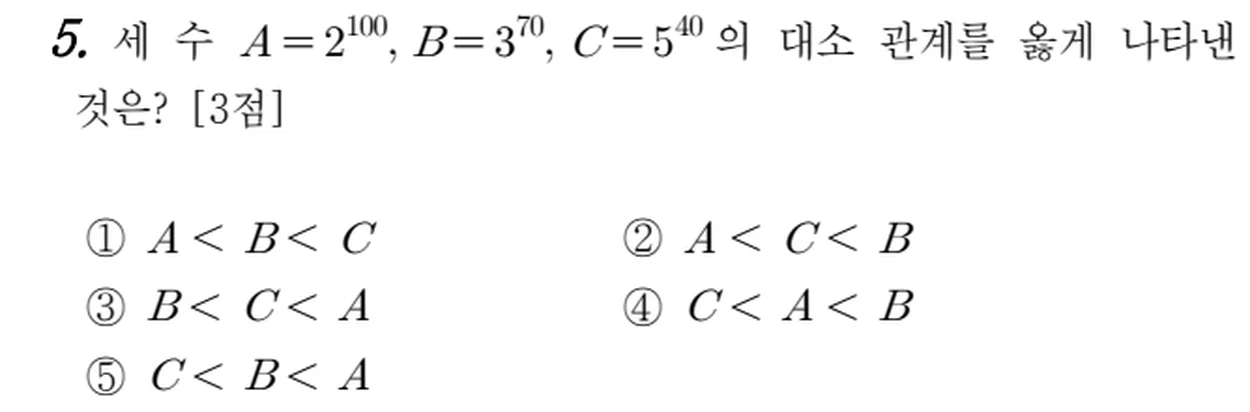 5. 세 수 A=2^100, B=3^70, C=5^40 의 대소 관계를 옳게 나타낸
것은? [3점]
① A< B< C ② A< C< B
③ B< C< A ④ C< A< B
⑤ C< B< A